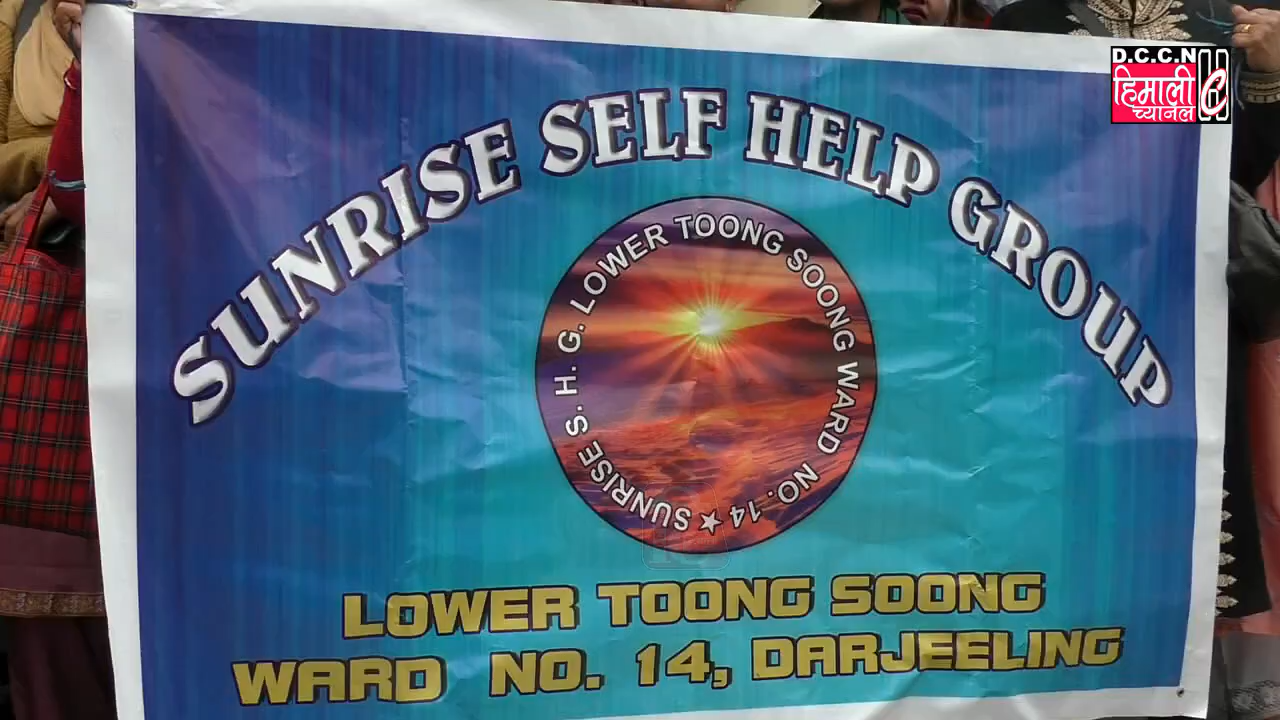 D.C.C.N
हिमाली
च्यानल
SUNRISE SELF HELP GROUP
SUNRISE S. H. G. LOWER TOONG SOONG WARD NO. 14 ★
LOWER TOONG SOONG
WARD NO. 14, DARJEELING